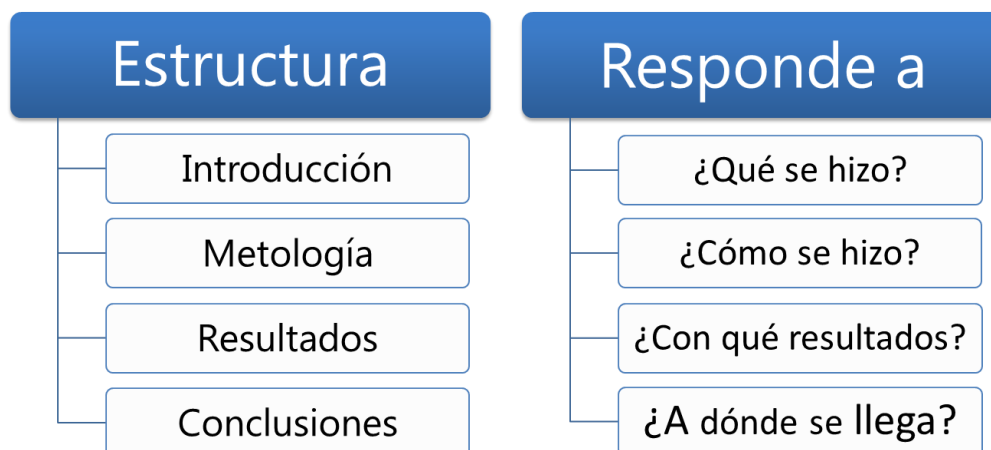 Estructura
Introducción
Metología
Resultados
Conclusiones
Responde a
¿Qué se hizo?
¿Cómo se hizo?
¿Con qué resultados?
¿A dónde se llega?